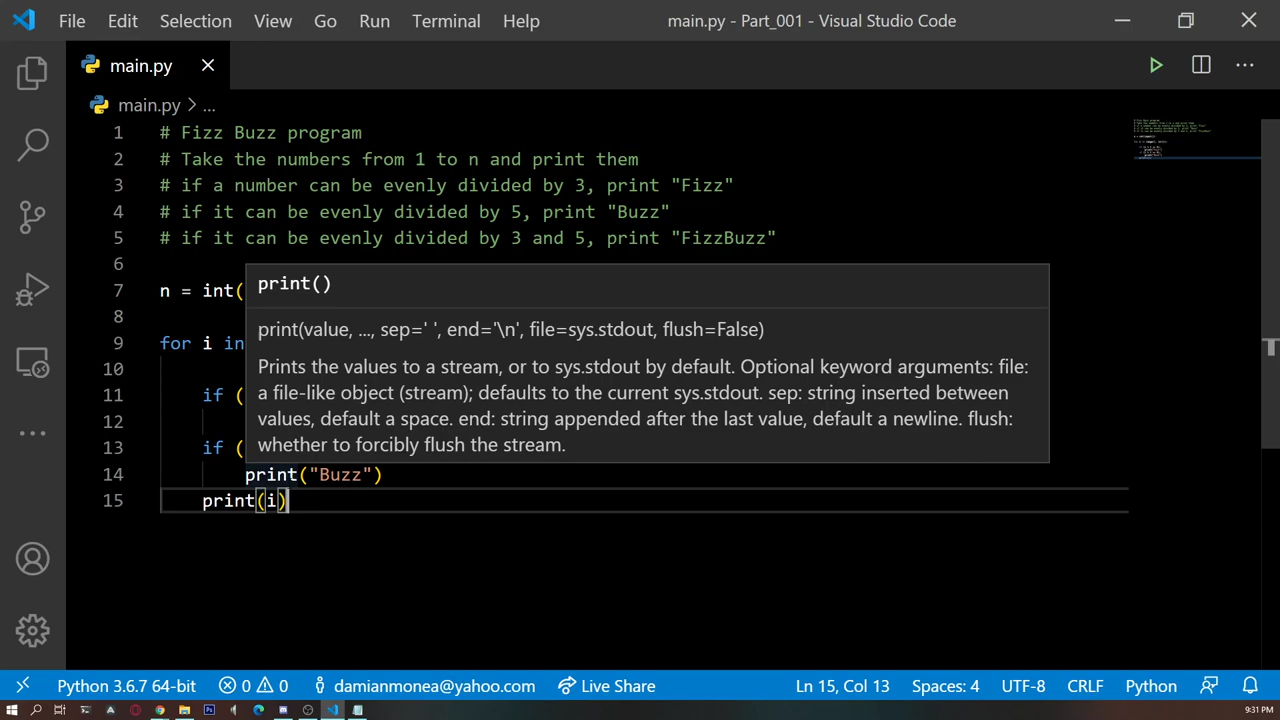 File Edit Selection View Go Run Terminal Help main.py - Part_001 - Visual Studio Code
main.py
main.py > ...
1 # Fizz Buzz program
2 # Take the numbers from 1 to n and print them
3 # if a number can be evenly divided by 3, print "Fizz"
4 # if it can be evenly divided by 5, print "Buzz"
5 # if it can be evenly divided by 3 and 5, print "FizzBuzz"
6
print()
7 n = int(
8
print(value, ..., sep=' ', end='\n', file=sys.stdout, flush=False)
9 for i in
10
Prints the values to a stream, or to sys.stdout by default. Optional keyword arguments: file:
11 if (
a file-like object (stream); defaults to the current sys.stdout. sep: string inserted between
12
values, default a space. end: string appended after the last value, default a newline. flush:
13 if (
whether to forcibly flush the stream.
14 print("Buzz")
15 print(i)
Python 3.6.7 64-bit 0 0 damianmonea@yahoo.com Live Share Ln 15, Col 13 Spaces: 4 UTF-8 CRLF Python
9:31 PM